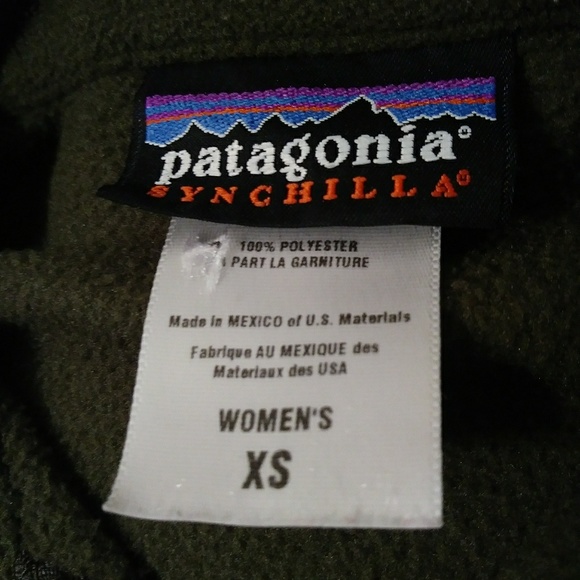 patagonia®
SYNCHILLA®
100% POLYESTER
PART LA GARNITURE
Made in MEXICO of U.S. Materials
Fabrique AU MEXIQUE des
Materiaux des USA
WOMEN'S
XS